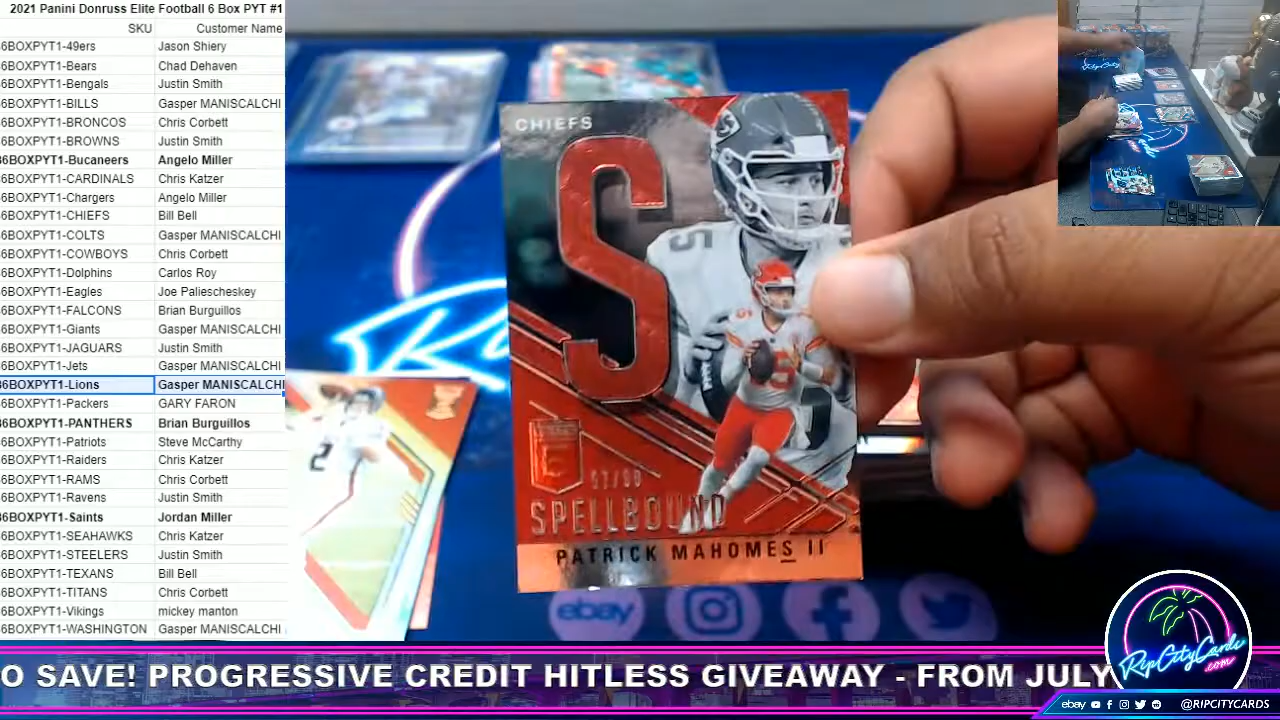 2021 Panini Donruss Elite Football 6 Box PYT #1
SKU Customer Name
6BOXPYT1-49ers Jason Shiery
6BOXPYT1-Bears Chad Dehaven
6BOXPYT1-Bengals Justin Smith
6BOXPYT1-BILLS Gasper MANISCALCHI
6BOXPYT1-BRONCOS Chris Corbett
6BOXPYT1-BROWNS Justin Smith
6BOXPYT1-Bucaneers Angelo Miller
6BOXPYT1-CARDINALS Chris Katzer
6BOXPYT1-Chargers Angelo Miller
6BOXPYT1-CHIEFS Bill Bell
6BOXPYT1-COLTS Gasper MANISCALCHI
6BOXPYT1-COWBOYS Chris Corbett
6BOXPYT1-Dolphins Carlos Roy
6BOXPYT1-Eagles Joe Paliescheskey
6BOXPYT1-FALCONS Brian Burguillos
6BOXPYT1-Giants Gasper MANISCALCHI
6BOXPYT1-JAGUARS Justin Smith
6BOXPYT1-Jets Gasper MANISCALCHI
6BOXPYT1-Lions Gasper MANISCALCHI
6BOXPYT1-Packers GARY FARON
6BOXPYT1-PANTHERS Brian Burguillos
6BOXPYT1-Patriots Steve McCarthy
6BOXPYT1-Raiders Chris Katzer
6BOXPYT1-RAMS Chris Corbett
6BOXPYT1-Ravens Justin Smith
6BOXPYT1-Saints Jordan Miller
6BOXPYT1-SEAHAWKS Chris Katzer
6BOXPYT1-STEELERS Justin Smith
6BOXPYT1-TEXANS Bill Bell
6BOXPYT1-TITANS Chris Corbett
6BOXPYT1-Vikings mickey manton
6BOXPYT1-WASHINGTON Gasper MANISCALCHI
CHIEFS
S
SPELLBOUND
PATRICK MAHOMES II
2
ebay
O SAVE! PROGRESSIVE CREDIT HITLESS GIVEAWAY - FROM JULY
RipCityCards
.com
ebay @RIPCITYCARDS